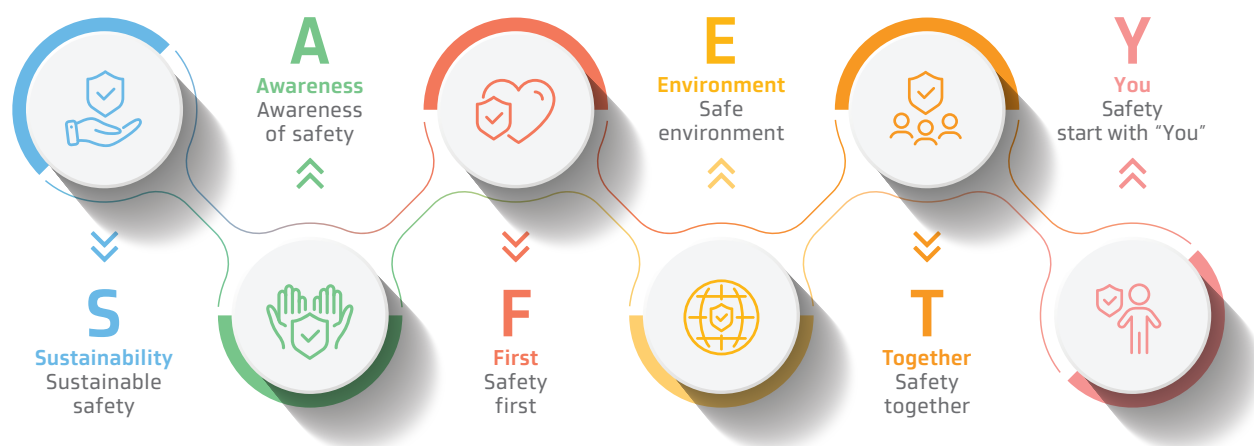 S
Sustainability
Sustainable
safety
A
Awareness
Awareness
of safety
F
First
Safety
first
E
Environment
Safe
environment
T
Together
Safety
together
Y
You
Safety
start with “You”